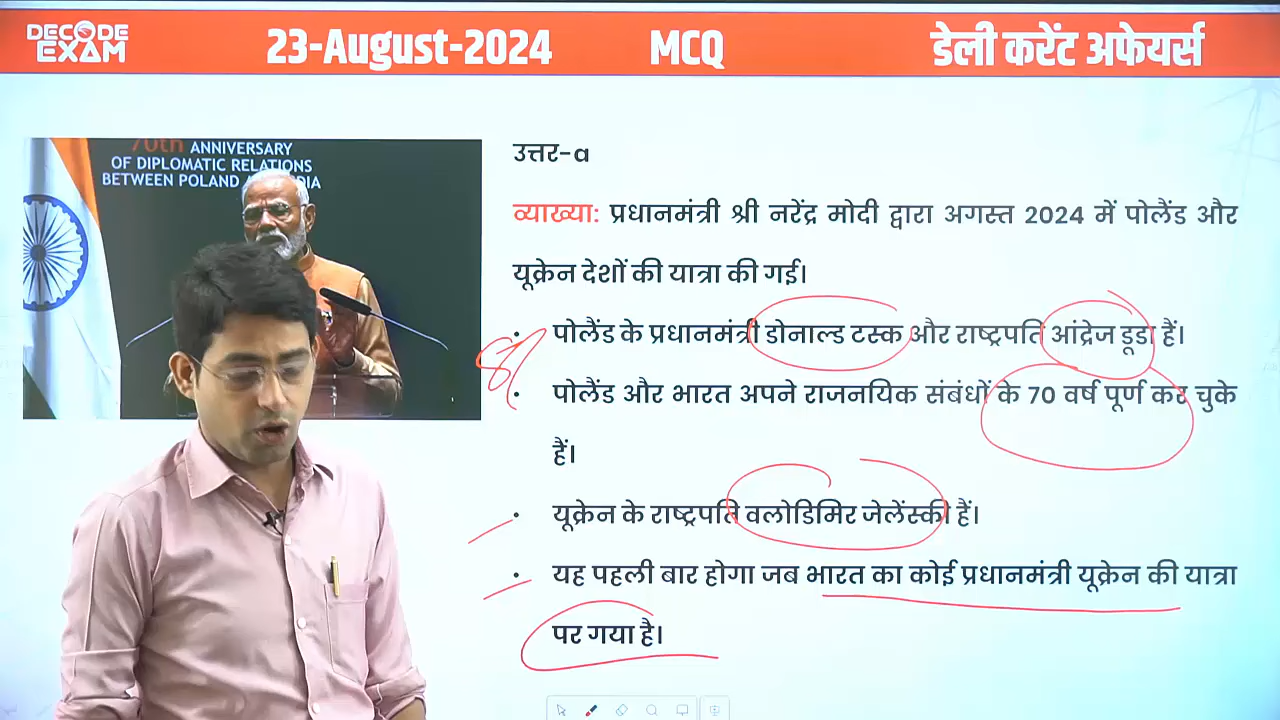 DECODE
EXAM
23-August-2024 MCQ डेली करेंट अफेयर्स
70th ANNIVERSARY
OF DIPLOMATIC RELATIONS
BETWEEN POLAND
उत्तर-a
व्याख्या: प्रधानमंत्री श्री नरेंद्र मोदी द्वारा अगस्त 2024 में पोलैंड और
यूक्रेन देशों की यात्रा की गई।
• पोलैंड के प्रधानमंत्री डोनाल्ड टस्क और राष्ट्रपति आंद्रेज डूडा हैं।
• पोलैंड और भारत अपने राजनयिक संबंधों के 70 वर्ष पूर्ण कर चुके
हैं।
• यूक्रेन के राष्ट्रपति वलोडिमिर जेलेंस्की हैं।
• यह पहली बार होगा जब भारत का कोई प्रधानमंत्री यूक्रेन की यात्रा
पर गया है।